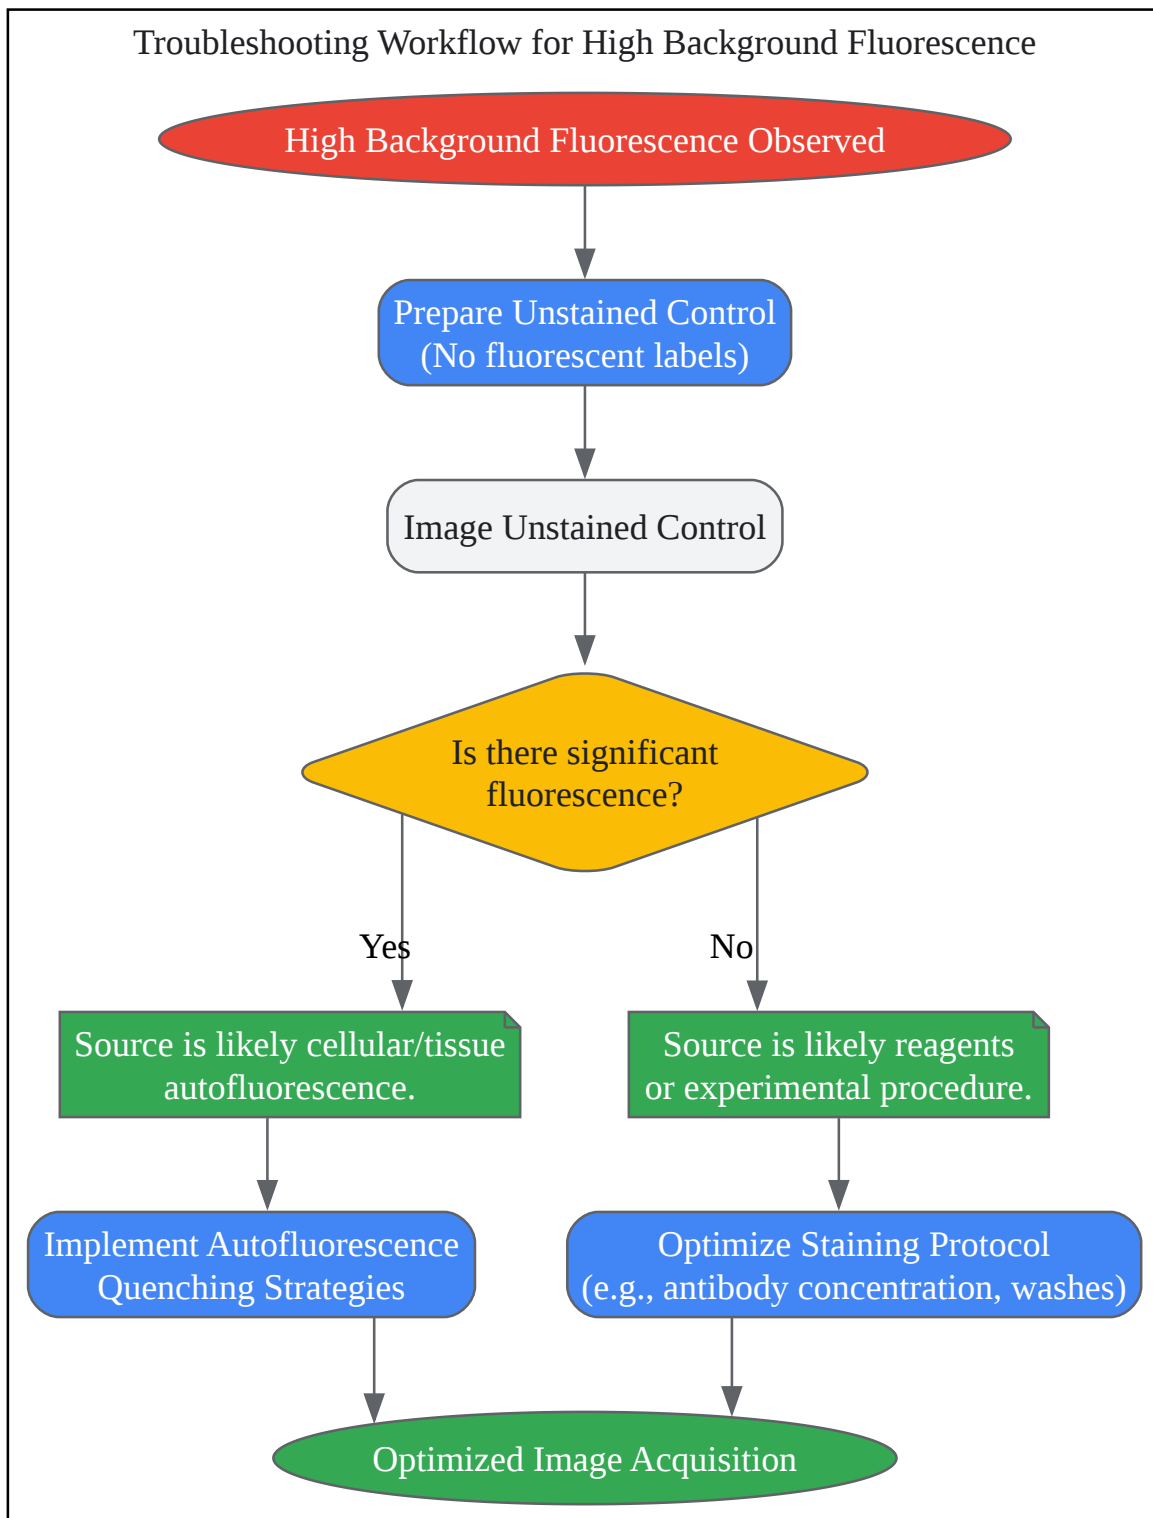 Troubleshooting Workflow for High Background Fluorescence
High Background Fluorescence Observed
Prepare Unstained Control
(No fluorescent labels)
Image Unstained Control
Is there significant
fluorescence?
Yes
No
Source is likely cellular/tissue
autofluorescence.
Source is likely reagents
or experimental procedure.
Implement Autofluorescence
Quenching Strategies
Optimize Staining Protocol
(e.g., antibody concentration, washes)
Optimized Image Acquisition